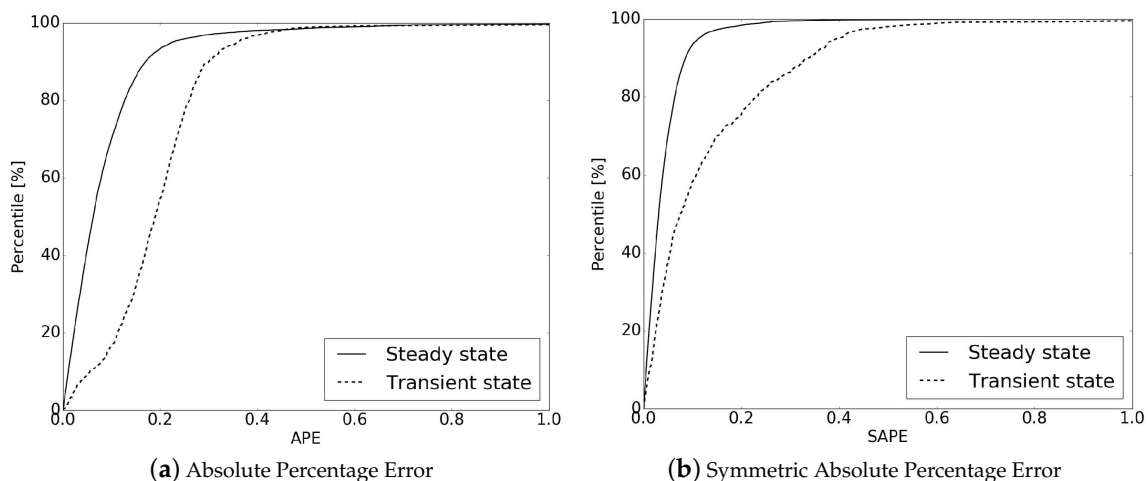 100
80
60
40
20
0
Percentile [%]
0.0 0.2 0.4 0.6 0.8 1.0
APE
Steady state
Transient state
(a) Absolute Percentage Error
100
80
60
40
20
0
Percentile [%]
0.0 0.2 0.4 0.6 0.8 1.0
SAPE
Steady state
Transient state
(b) Symmetric Absolute Percentage Error